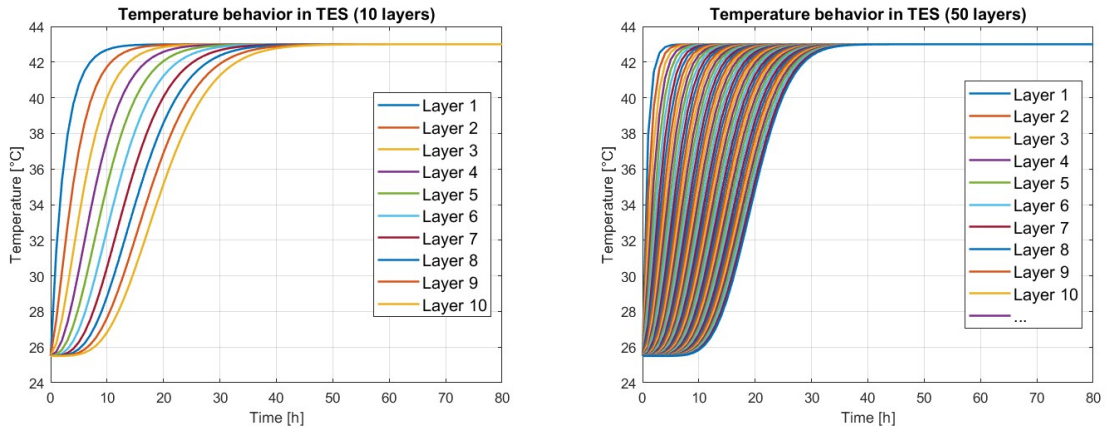 Temperature behavior in TES (10 layers)
44
42
40
38
36
34
32
30
28
26
24
Temperature [°C]
0 10 20 30 40 50 60 70 80
Time [h]
Layer 1
Layer 2
Layer 3
Layer 4
Layer 5
Layer 6
Layer 7
Layer 8
Layer 9
Layer 10
Temperature behavior in TES (50 layers)
44
42
40
38
36
34
32
30
28
26
24
Temperature [°C]
0 10 20 30 40 50 60 70 80
Time [h]
Layer 1
Layer 2
Layer 3
Layer 4
Layer 5
Layer 6
Layer 7
Layer 8
Layer 9
Layer 10
...